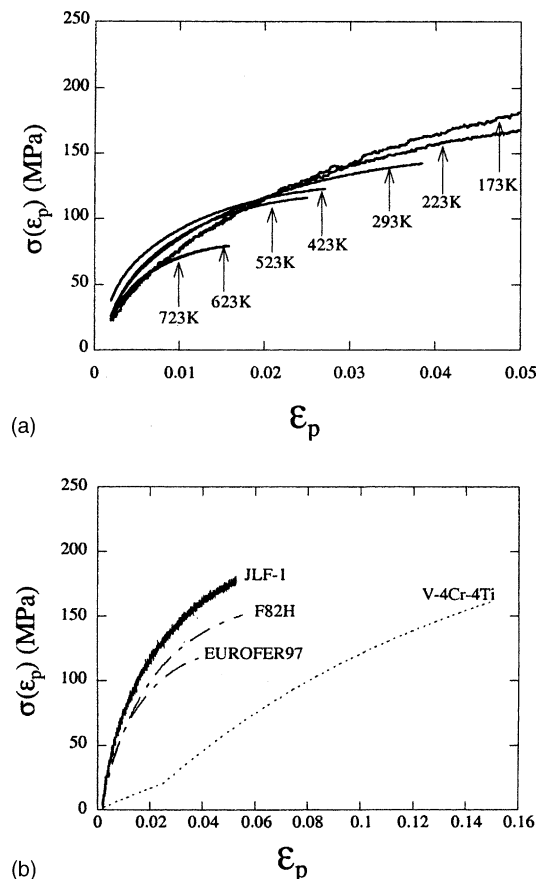 250
200
150
100
50
0
σ(εp) (MPa)
173K
223K
293K
423K
523K
623K
723K
0 0.01 0.02 0.03 0.04 0.05
(a)
εp
250
200
150
100
50
0
σ(εp) (MPa)
JLF-1
F82H
V-4Cr-4Ti
EUROFER97
0 0.02 0.04 0.06 0.08 0.1 0.12 0.14 0.16
(b)
εp